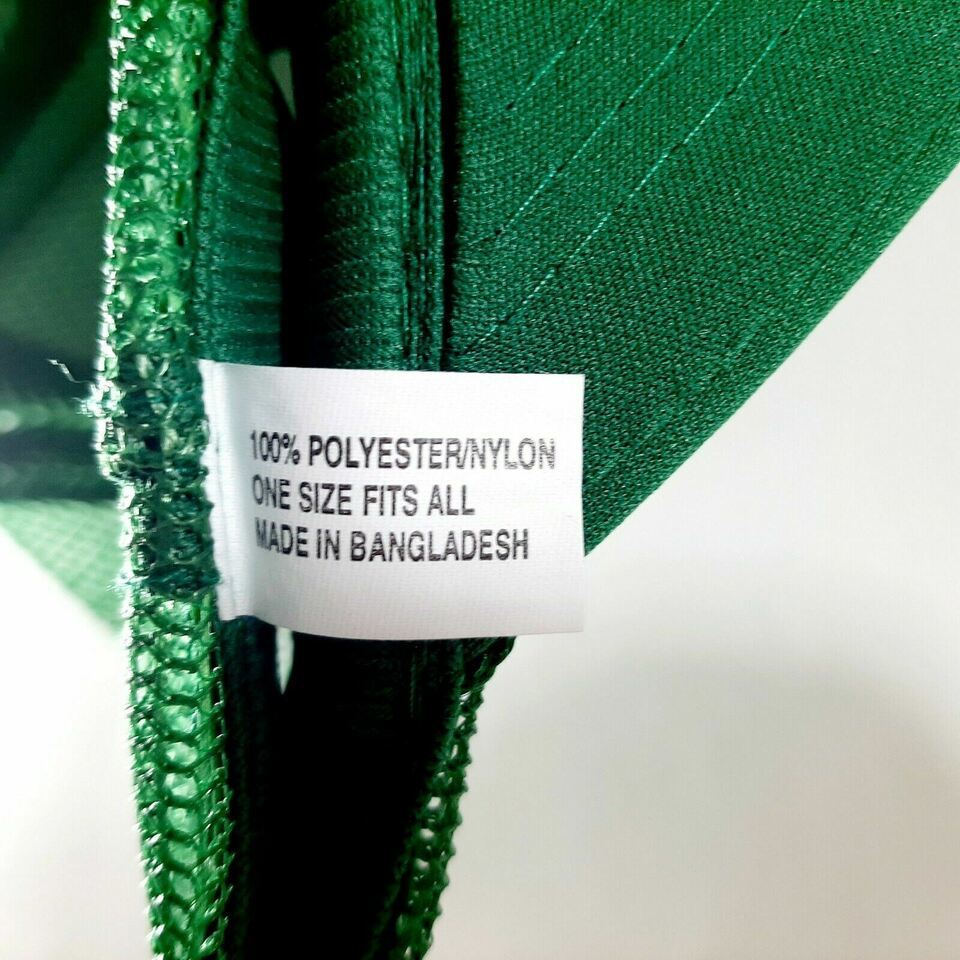 100% POLYESTER/NYLON
ONE SIZE FITS ALL
MADE IN BANGLADESH